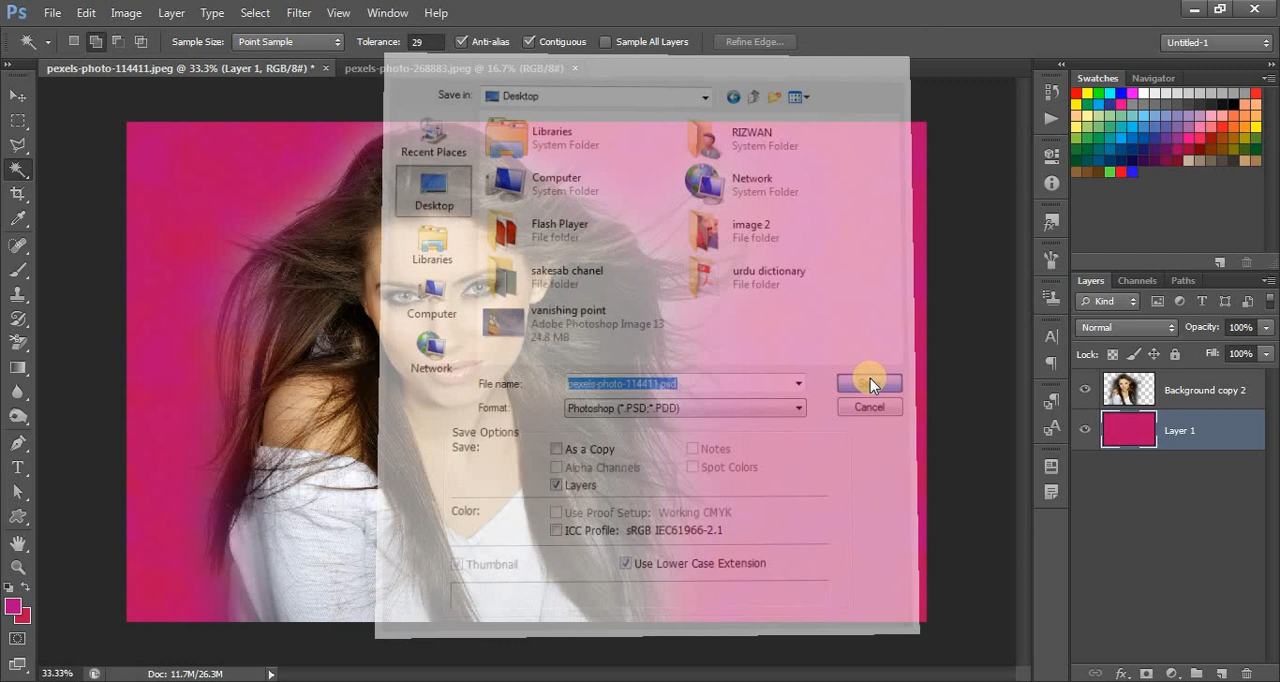 Ps File Edit Image Layer Type Select Filter View Window Help
Sample Size: Point Sample Tolerance: 29 Anti-alias Contiguous Sample All Layers Refine Edge... Untitled-1
pexels-photo-114411.jpeg @ 33.3% (Layer 1, RGB/8#) * × pexels-photo-268883.jpeg @ 16.7% (RGB/8#) ×
Save in: Desktop
Recent Places
Desktop
Libraries
Computer
Network
Libraries
System Folder
RIZWAN
System Folder
Computer
System Folder
Network
System Folder
Flash Player
File folder
image 2
File folder
sakesab chanel
File folder
urdu dictionary
File folder
vanishing point
Adobe Photoshop Image 13
24.8 MB
File name: pexels-photo-114411.psd
Format: Photoshop (*.PSD;*.PDD) Cancel
Save Options
Save: As a Copy Notes
Alpha Channels Spot Colors
Layers
Color: Use Proof Setup: Working CMYK
ICC Profile: sRGB IEC61966-2.1
Thumbnail Use Lower Case Extension
Swatches Navigator
Layers Channels Paths
Kind
Normal Opacity: 100%
Lock: Fill: 100%
Background copy 2
Layer 1
33.33% Doc: 11.7M/26.3M